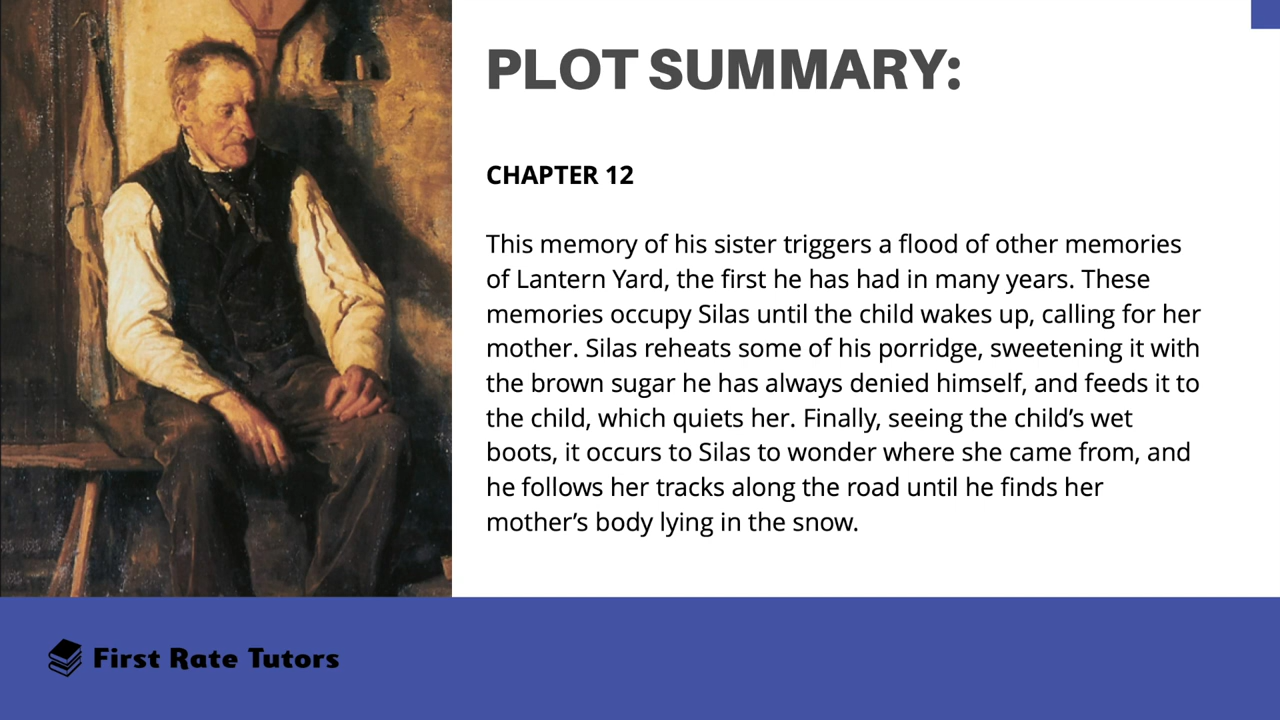 PLOT SUMMARY:
CHAPTER 12
This memory of his sister triggers a flood of other memories
of Lantern Yard, the first he has had in many years. These
memories occupy Silas until the child wakes up, calling for her
mother. Silas reheats some of his porridge, sweetening it with
the brown sugar he has always denied himself, and feeds it to
the child, which quiets her. Finally, seeing the child’s wet
boots, it occurs to Silas to wonder where she came from, and
he follows her tracks along the road until he finds her
mother’s body lying in the snow.
First Rate Tutors